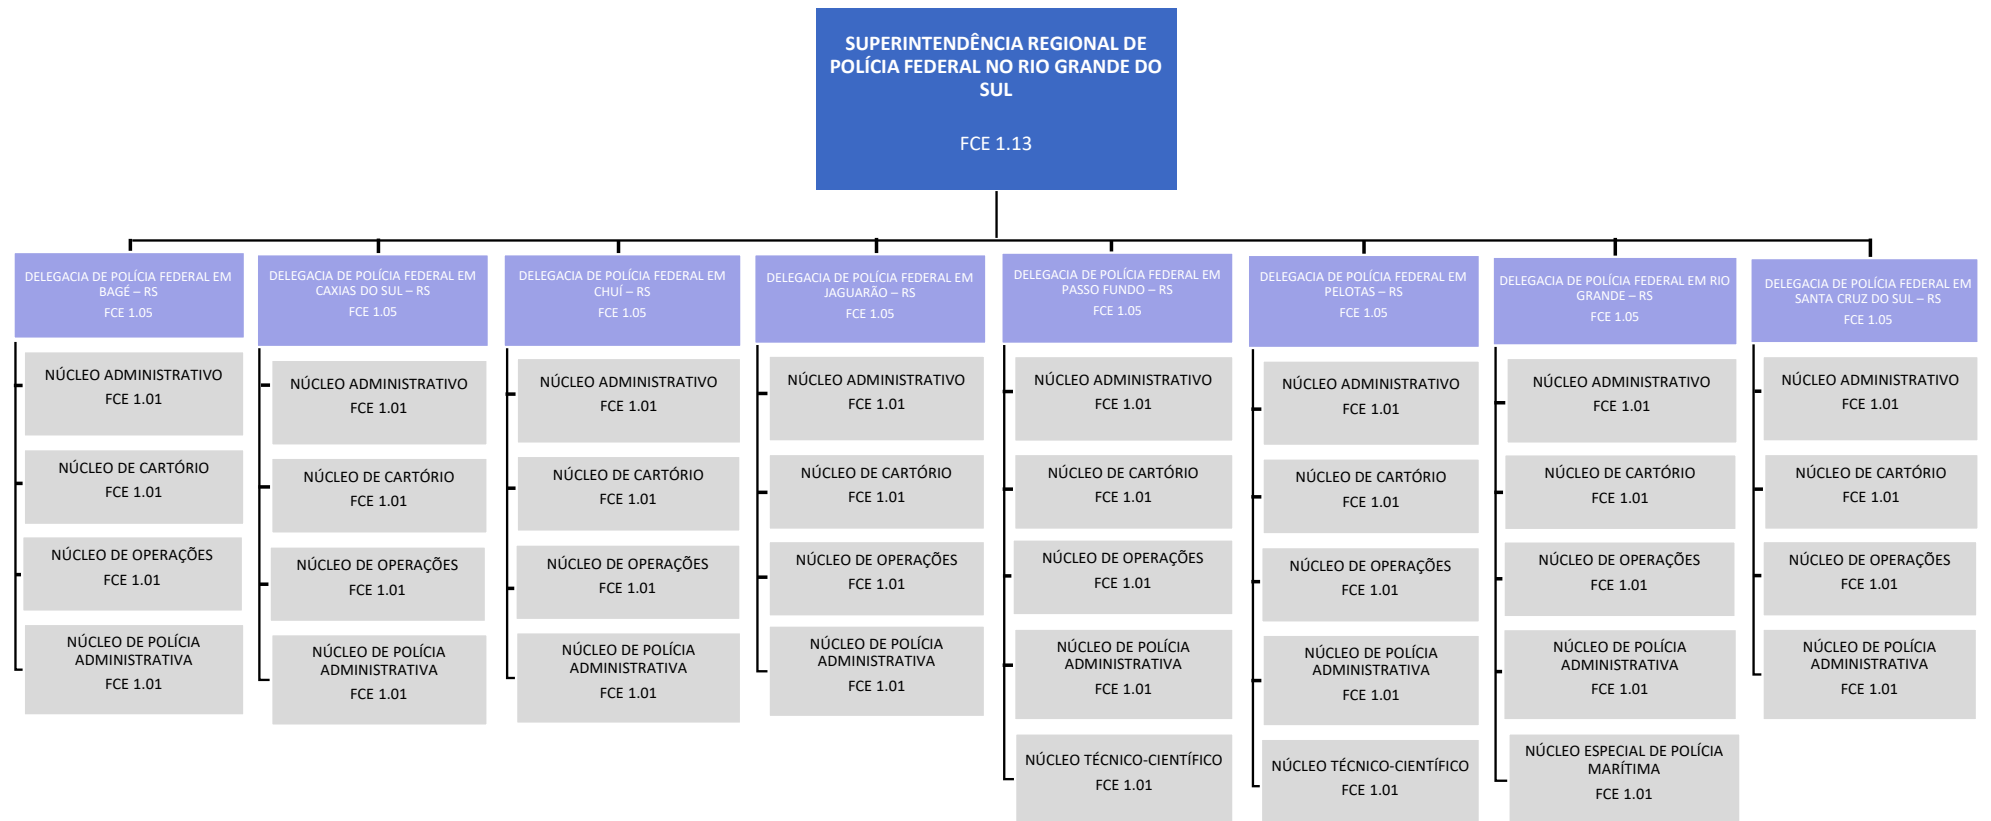 SUPERINTENDÊNCIA REGIONAL DE
POLÍCIA FEDERAL NO RIO GRANDE DO
SUL
FCE 1.13
DELEGACIA DE POLÍCIA FEDERAL EM
BAGÉ – RS
FCE 1.05
NÚCLEO ADMINISTRATIVO
FCE 1.01
NÚCLEO DE CARTÓRIO
FCE 1.01
NÚCLEO DE OPERAÇÕES
FCE 1.01
NÚCLEO DE POLÍCIA
ADMINISTRATIVA
FCE 1.01
DELEGACIA DE POLÍCIA FEDERAL EM
CAXIAS DO SUL – RS
FCE 1.05
NÚCLEO ADMINISTRATIVO
FCE 1.01
NÚCLEO DE CARTÓRIO
FCE 1.01
NÚCLEO DE OPERAÇÕES
FCE 1.01
NÚCLEO DE POLÍCIA
ADMINISTRATIVA
FCE 1.01
DELEGACIA DE POLÍCIA FEDERAL EM
CHUÍ – RS
FCE 1.05
NÚCLEO ADMINISTRATIVO
FCE 1.01
NÚCLEO DE CARTÓRIO
FCE 1.01
NÚCLEO DE OPERAÇÕES
FCE 1.01
NÚCLEO DE POLÍCIA
ADMINISTRATIVA
FCE 1.01
DELEGACIA DE POLÍCIA FEDERAL EM
JAGUARÃO – RS
FCE 1.05
NÚCLEO ADMINISTRATIVO
FCE 1.01
NÚCLEO DE CARTÓRIO
FCE 1.01
NÚCLEO DE OPERAÇÕES
FCE 1.01
NÚCLEO DE POLÍCIA
ADMINISTRATIVA
FCE 1.01
DELEGACIA DE POLÍCIA FEDERAL EM
PASSO FUNDO – RS
FCE 1.05
NÚCLEO ADMINISTRATIVO
FCE 1.01
NÚCLEO DE CARTÓRIO
FCE 1.01
NÚCLEO DE OPERAÇÕES
FCE 1.01
NÚCLEO DE POLÍCIA
ADMINISTRATIVA
FCE 1.01
NÚCLEO TÉCNICO-CIENTÍFICO
FCE 1.01
DELEGACIA DE POLÍCIA FEDERAL EM
PELOTAS – RS
FCE 1.05
NÚCLEO ADMINISTRATIVO
FCE 1.01
NÚCLEO DE CARTÓRIO
FCE 1.01
NÚCLEO DE OPERAÇÕES
FCE 1.01
NÚCLEO DE POLÍCIA
ADMINISTRATIVA
FCE 1.01
NÚCLEO TÉCNICO-CIENTÍFICO
FCE 1.01
DELEGACIA DE POLÍCIA FEDERAL EM RIO
GRANDE – RS
FCE 1.05
NÚCLEO ADMINISTRATIVO
FCE 1.01
NÚCLEO DE CARTÓRIO
FCE 1.01
NÚCLEO DE OPERAÇÕES
FCE 1.01
NÚCLEO DE POLÍCIA
ADMINISTRATIVA
FCE 1.01
NÚCLEO ESPECIAL DE POLÍCIA
MARÍTIMA
FCE 1.01
DELEGACIA DE POLÍCIA FEDERAL EM
SANTA CRUZ DO SUL – RS
FCE 1.05
NÚCLEO ADMINISTRATIVO
FCE 1.01
NÚCLEO DE CARTÓRIO
FCE 1.01
NÚCLEO DE OPERAÇÕES
FCE 1.01
NÚCLEO DE POLÍCIA
ADMINISTRATIVA
FCE 1.01